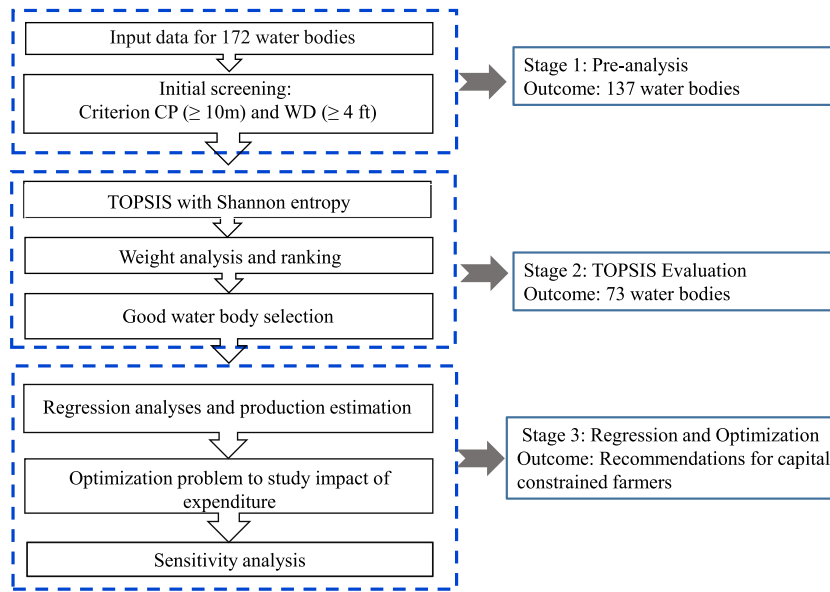 Input data for 172 water bodies
Initial screening:
Criterion CP (≥ 10m) and WD (≥ 4 ft)
Stage 1: Pre-analysis
Outcome: 137 water bodies
TOPSIS with Shannon entropy
Weight analysis and ranking
Good water body selection
Stage 2: TOPSIS Evaluation
Outcome: 73 water bodies
Regression analyses and production estimation
Optimization problem to study impact of
expenditure
Sensitivity analysis
Stage 3: Regression and Optimization
Outcome: Recommendations for capital
constrained farmers